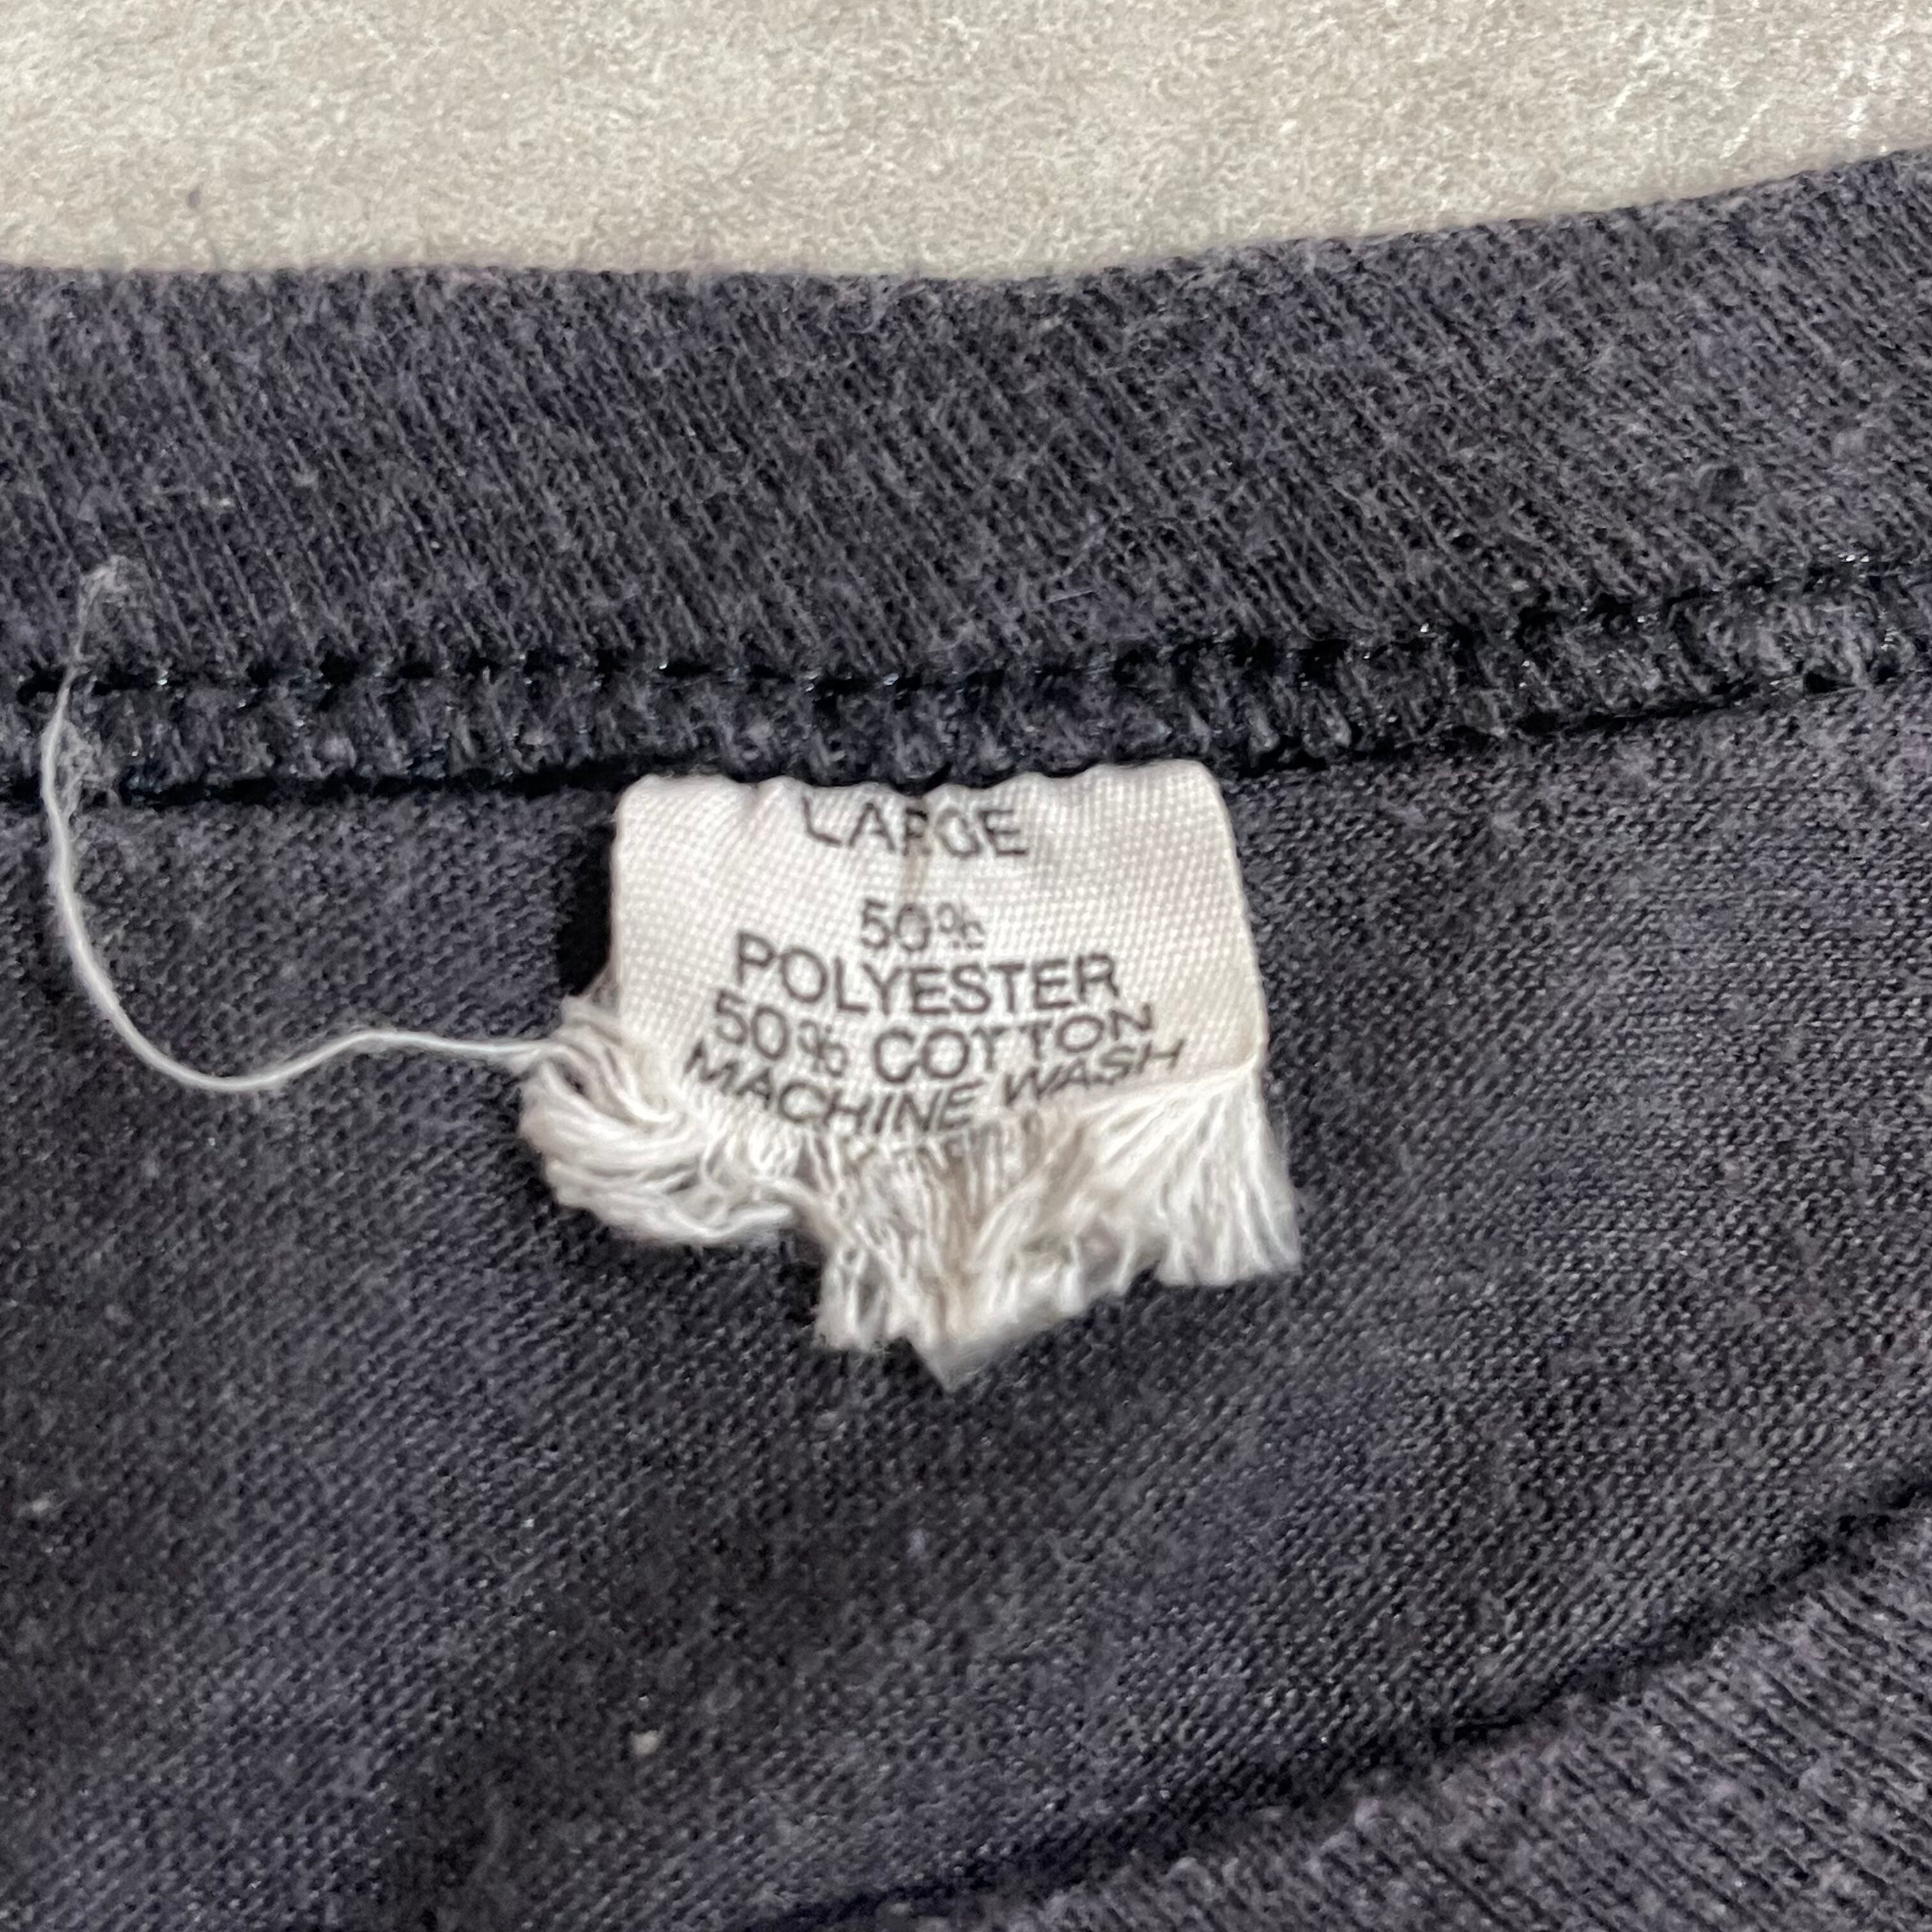 LARGE
50%
POLYESTER
50% COTTON
MACHINE WASH